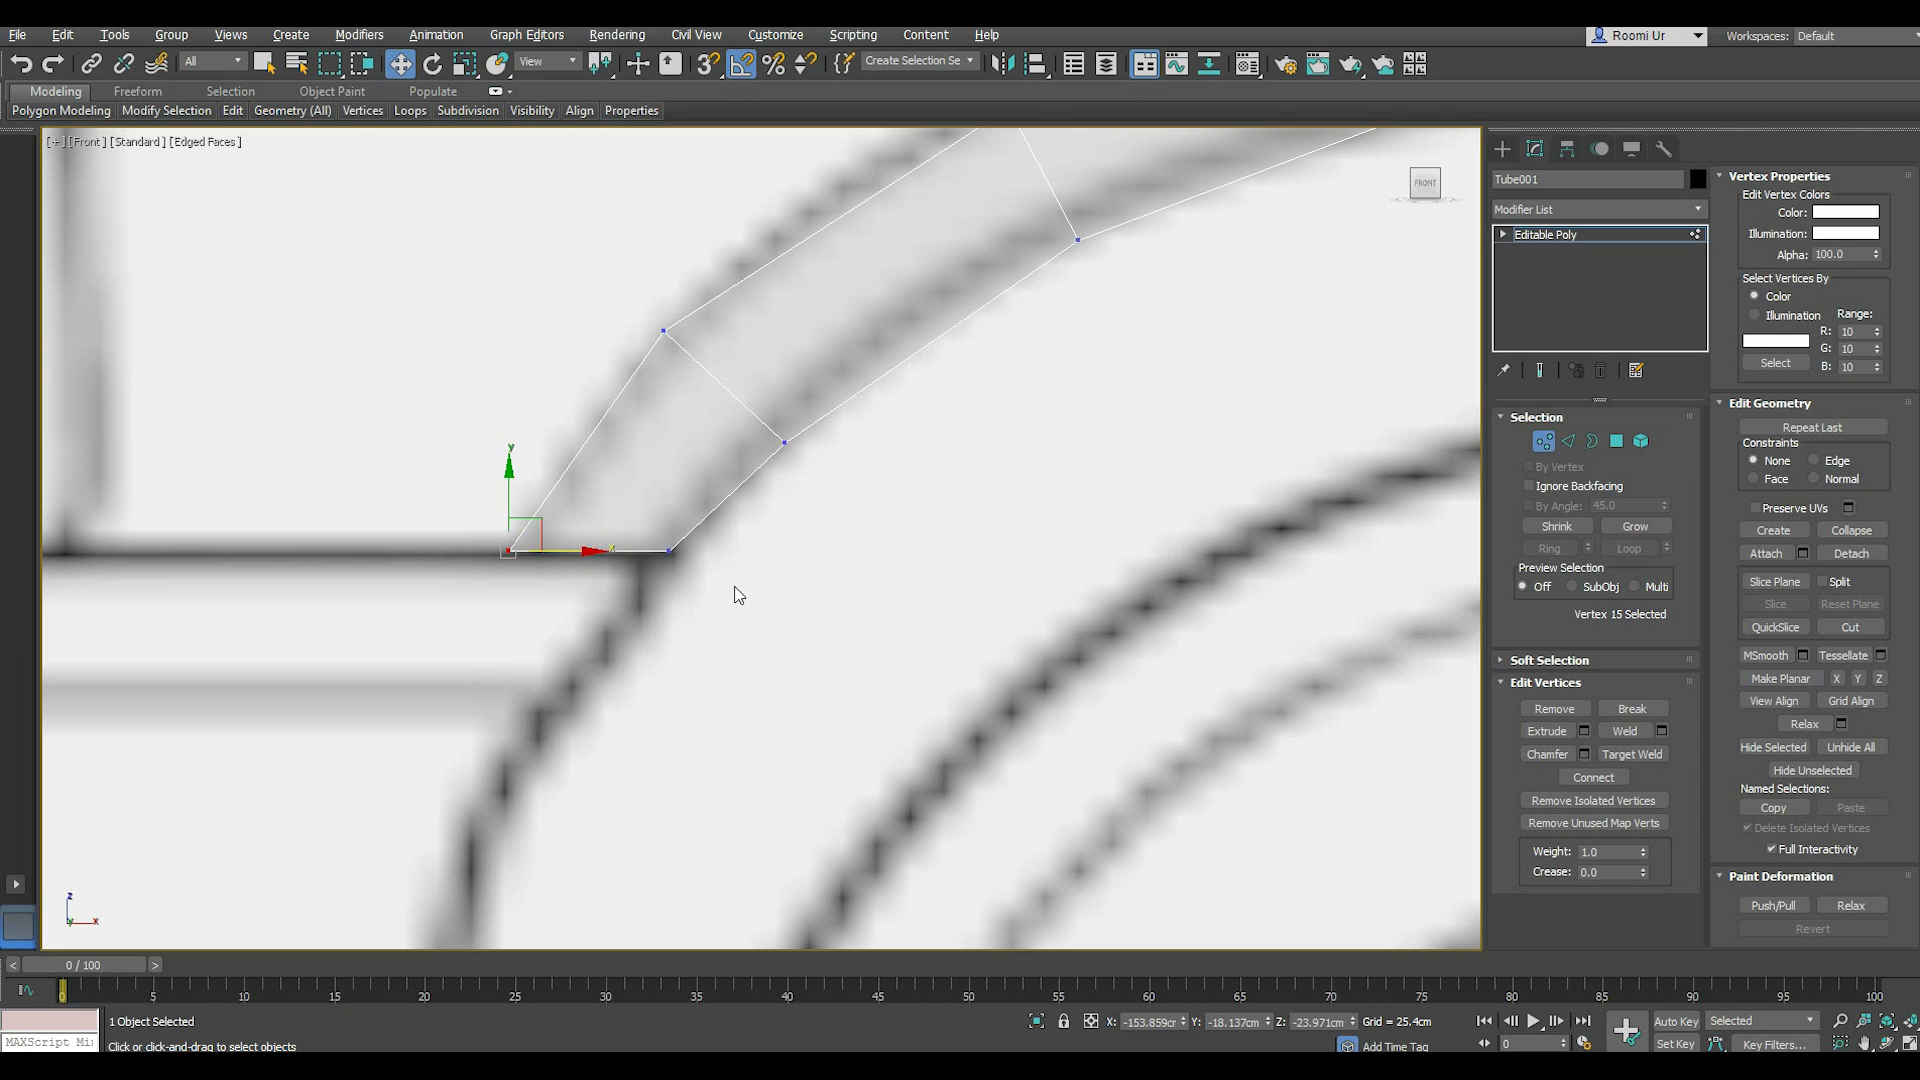 File Edit Tools Group Views Create Modifiers Animation Graph Editors Rendering Civil View Customize Scripting Content Help Roomi Ur Workspaces: Default
All View Create Selection Se
Modeling Freeform Selection Object Paint Populate
Polygon Modeling Modify Selection Edit Geometry (All) Vertices Loops Subdivision Visibility Align Properties
[+] [Front ] [Standard ] [Edged Faces ]
FRONT
y
x
z
x
Tube001
Modifier List
Editable Poly
Selection
By Vertex
Ignore Backfacing
By Angle: 45.0
Shrink Grow
Ring Loop
Preview Selection
Off SubObj Multi
Vertex 15 Selected
Soft Selection
Edit Vertices
Remove Break
Extrude Weld
Chamfer Target Weld
Connect
Remove Isolated Vertices
Remove Unused Map Verts
Weight: 1.0
Crease: 0.0
Vertex Properties
Edit Vertex Colors
Color:
Illumination:
Alpha: 100.0
Select Vertices By
Color
Illumination Range:
R: 10
G: 10
Select B: 10
Edit Geometry
Repeat Last
Constraints
None Edge
Face Normal
Preserve UVs
Create Collapse
Attach Detach
Slice Plane Split
Slice Reset Plane
QuickSlice Cut
MSmooth Tessellate
Make Planar X Y Z
View Align Grid Align
Relax
Hide Selected Unhide All
Hide Unselected
Named Selections:
Copy Paste
Delete Isolated Vertices
Full Interactivity
Paint Deformation
Push/Pull Relax
Revert
< 0 / 100 >
0 5 10 15 20 25 30 35 40 45 50 55 60 65 70 75 80 85 90 95 100
1 Object Selected X: -153.859cm Y: -18.137cm Z: -23.971cm Grid = 25.4cm Auto Key Selected
MAXScript Mi Click or click-and-drag to select objects Add Time Tag 0 Set Key Key Filters...